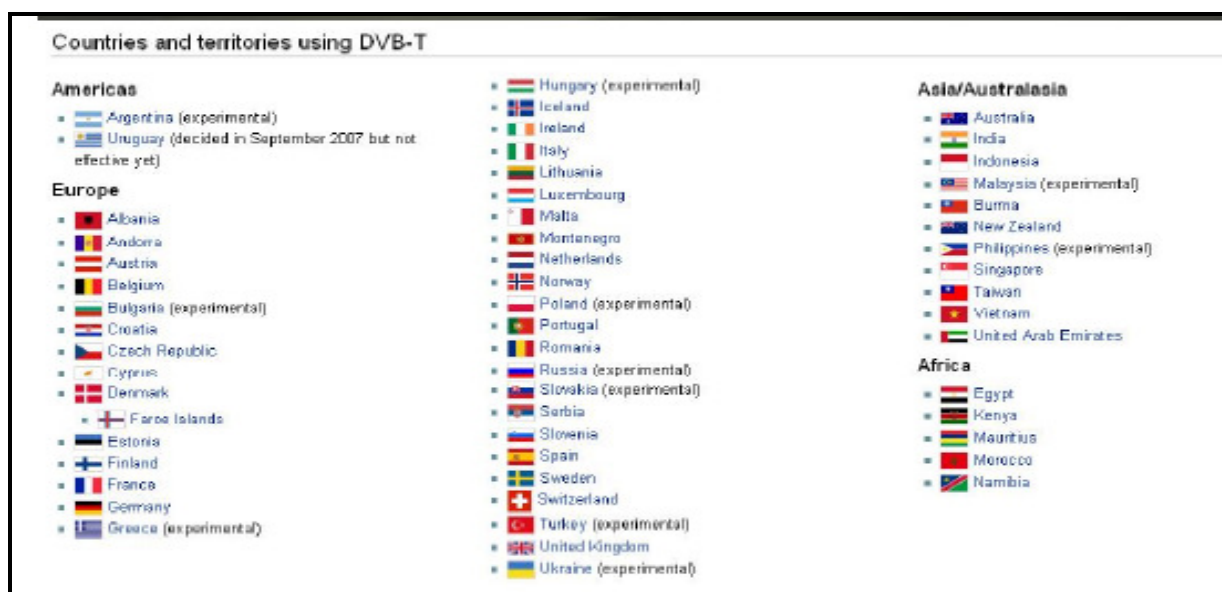 Countries and territories using DVB-T
Americas
Argentina (experimental)
Uruguay (decided in September 2007 but not
effective yet)
Europe
Albania
Andorra
Austria
Belgium
Bulgaria (experimental)
Croatia
Czech Republic
Cyprus
Denmark
Faroe Islands
Estonia
Finland
France
Germany
Greece (experimental)
Hungary (experimental)
Iceland
Ireland
Italy
Lithuania
Luxembourg
Malta
Montenegro
Netherlands
Norway
Poland (experimental)
Portugal
Romania
Russia (experimental)
Slovakia (experimental)
Serbia
Slovenia
Spain
Sweden
Switzerland
Turkey (experimental)
United Kingdom
Ukraine (experimental)
Asia/Australasia
Australia
India
Indonesia
Malaysia (experimental)
Burma
New Zealand
Philippines (experimental)
Singapore
Taiwan
Vietnam
United Arab Emirates
Africa
Egypt
Kenya
Mauritius
Morocco
Namibia